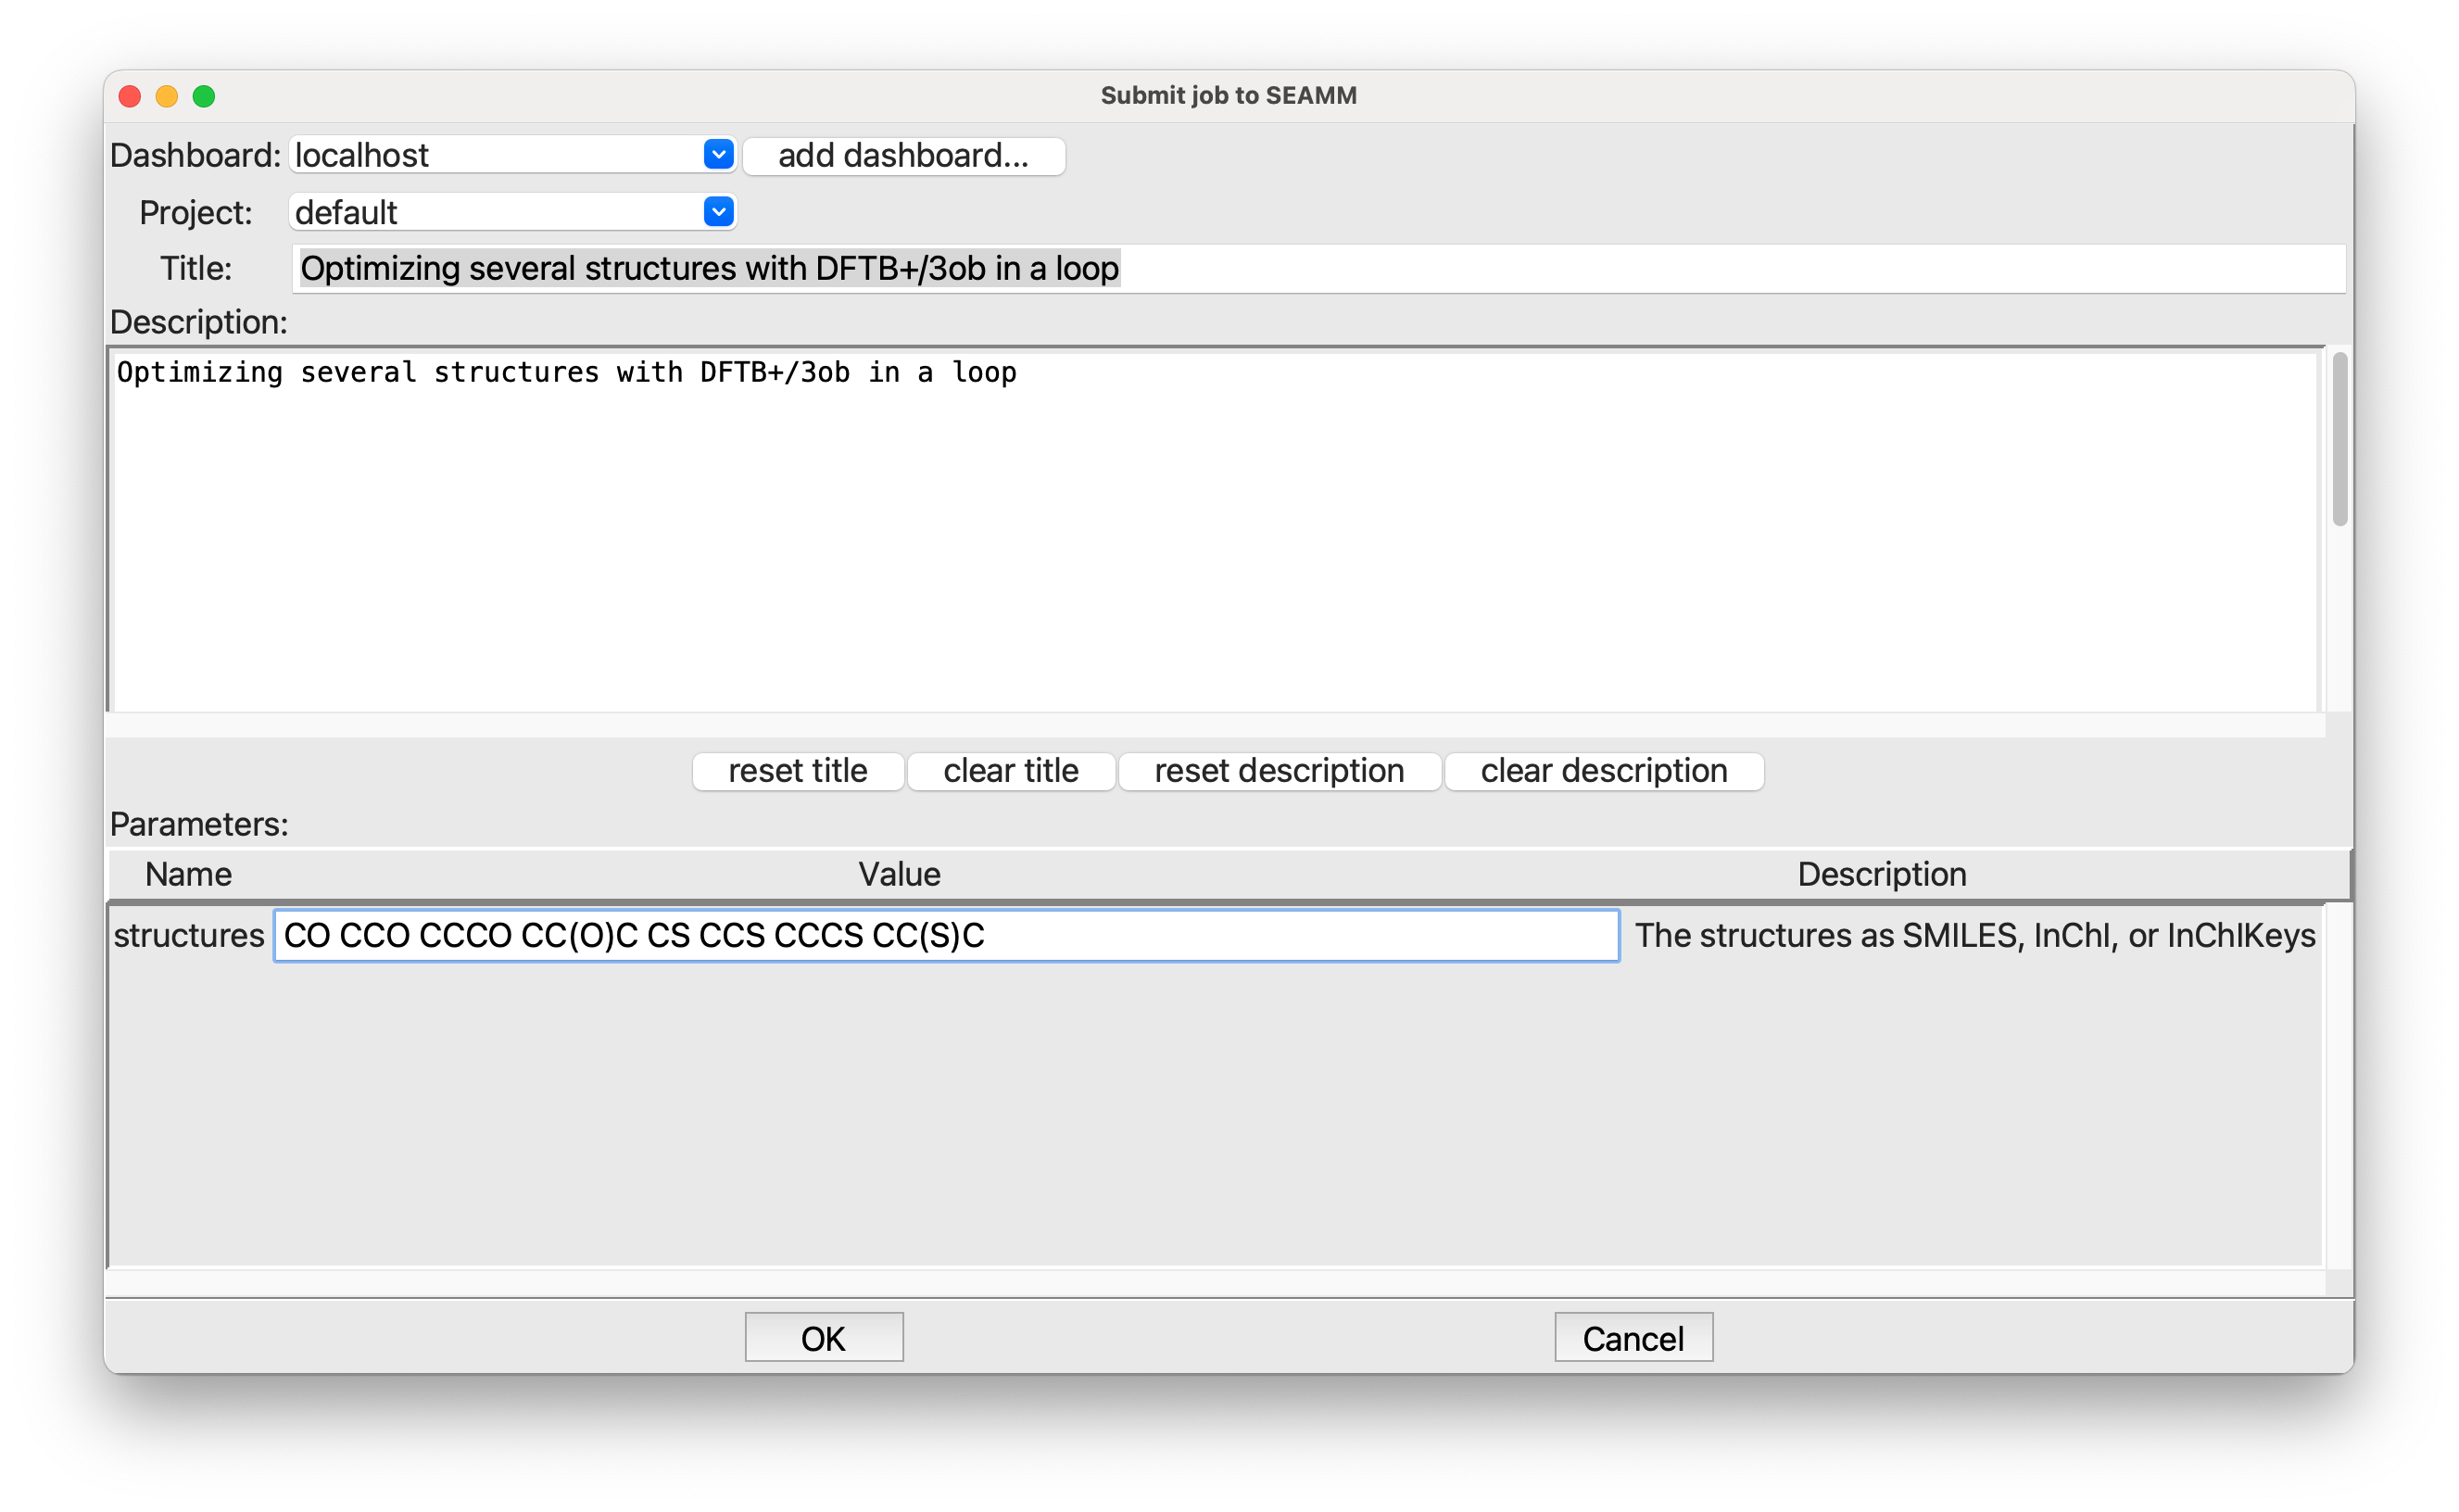 Submit job to SEAMM
Dashboard: localhost add dashboard...
Project: default
Title: Optimizing several structures with DFTB+/3ob in a loop
Description:
Optimizing several structures with DFTB+/3ob in a loop
reset title clear title reset description clear description
Parameters:
Name Value Description
structures CO CCO CCCO CC(O)C CS CCS CCCS CC(S)C The structures as SMILES, InChI, or InChIKeys
OK Cancel